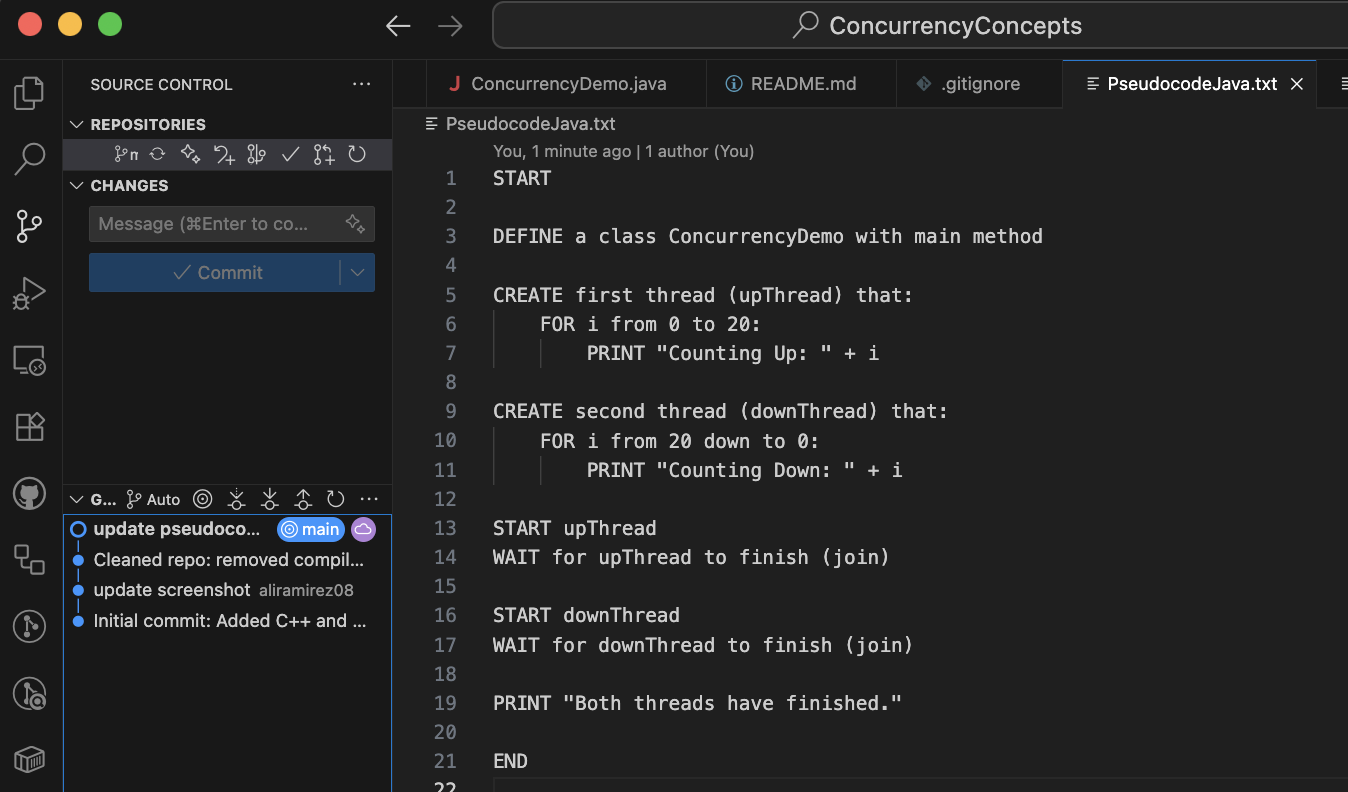 ConcurrencyConcepts
SOURCE CONTROL
REPOSITORIES
CHANGES
Message (⌘Enter to co...
Commit
G... Auto
update pseudoco... main
Cleaned repo: removed compil...
update screenshot aliramirez08
Initial commit: Added C++ and ...
ConcurrencyDemo.java README.md .gitignore PseudocodeJava.txt
PseudocodeJava.txt
You, 1 minute ago | 1 author (You)
1 START
2
3 DEFINE a class ConcurrencyDemo with main method
4
5 CREATE first thread (upThread) that:
6 FOR i from 0 to 20:
7 PRINT "Counting Up: " + i
8
9 CREATE second thread (downThread) that:
10 FOR i from 20 down to 0:
11 PRINT "Counting Down: " + i
12
13 START upThread
14 WAIT for upThread to finish (join)
15
16 START downThread
17 WAIT for downThread to finish (join)
18
19 PRINT "Both threads have finished."
20
21 END
22